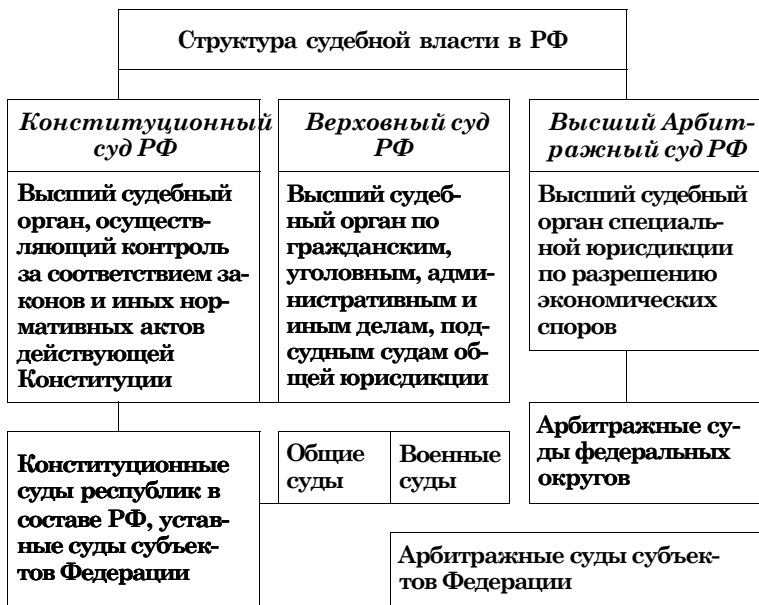 Структура судебной власти в РФ
Конституционный
суд РФ
Высший судебный
орган, осуществ-
ляющий контроль
за соответствием за-
конов и иных нор-
мативных актов
действующей
Конституции
Верховный суд
РФ
Высший судеб-
ный орган по
гражданским,
уголовным, адми-
нистративным и
иным делам, под-
судным судам об-
щей юрисдикции
Высший Арбит-
ражный суд РФ
Высший судебный
орган специаль-
ной юрисдикции
по разрешению
экономических
споров
Конституционные
суды республик в
составе РФ, устав-
ные суды субъек-
тов Федерации
Общие
суды
Военные
суды
Арбитражные су-
ды федеральных
округов
Арбитражные суды субъек-
тов Федерации